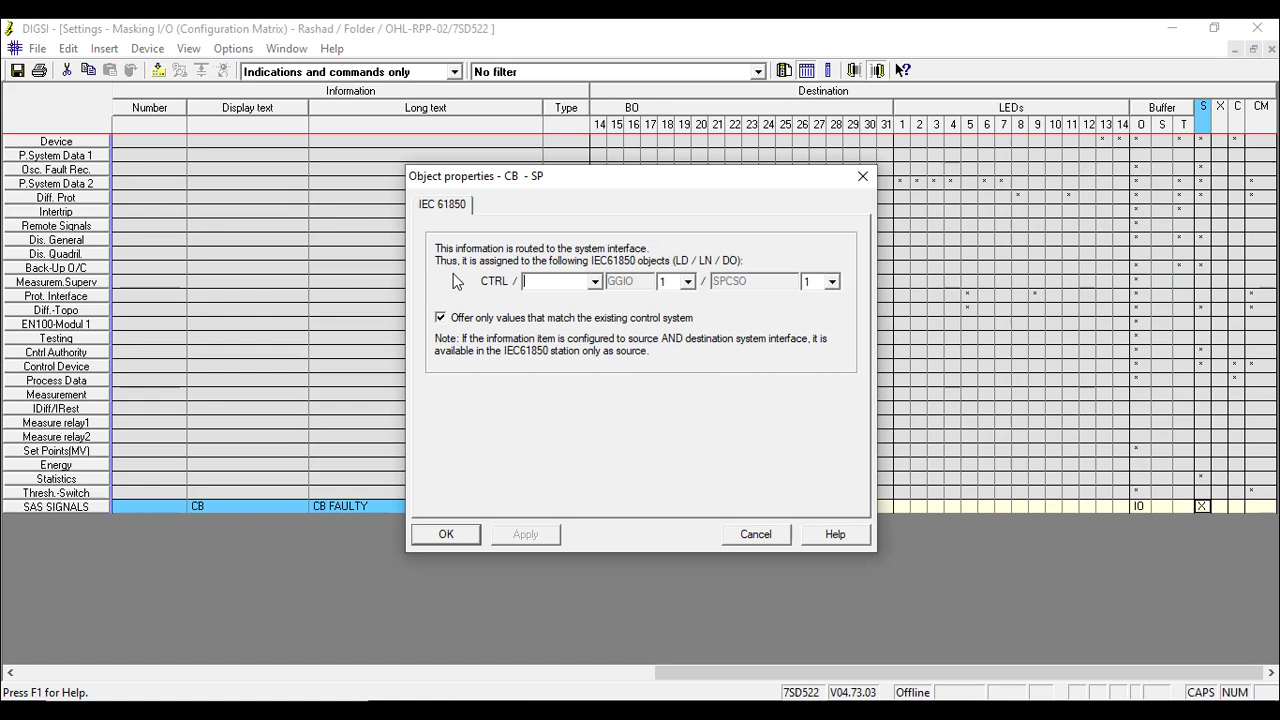 DIGSI - [Settings - Masking I/O (Configuration Matrix) - Rashad / Folder / OHL-RPP-02/7SD522 ]
File Edit Insert Device View Options Window Help
Indications and commands only No filter
Information Destination
Number Display text Long text Type BO LEDs Buffer S X C CM
14 15 16 17 18 19 20 21 22 23 24 25 26 27 28 29 30 31 1 2 3 4 5 6 7 8 9 10 11 12 13 14 O S T
Device
P.System Data 1
Osc. Fault Rec.
P.System Data 2
Diff. Prot
Intertrip
Remote Signals
Dis. General
Dis. Quadril.
Back-Up O/C
Measurem.Superv
Prot. Interface
Diff.-Topo
EN100-Modul 1
Testing
Cntrl Authority
Control Device
Process Data
Measurement
IDiff/IRest
Measure relay1
Measure relay2
Set Points(MV)
Energy
Statistics
Thresh.-Switch
SAS SIGNALS CB CB FAULTY IO X
Object properties - CB - SP
IEC 61850
This information is routed to the system interface.
Thus, it is assigned to the following IEC61850 objects (LD / LN / DO):
CTRL / GGIO 1 / SPCSO 1
Offer only values that match the existing control system
Note: If the information item is configured to source AND destination system interface, it is
available in the IEC61850 station only as source.
OK Apply Cancel Help
Press F1 for Help. 7SD522 V04.73.03 Offline CAPS NUM